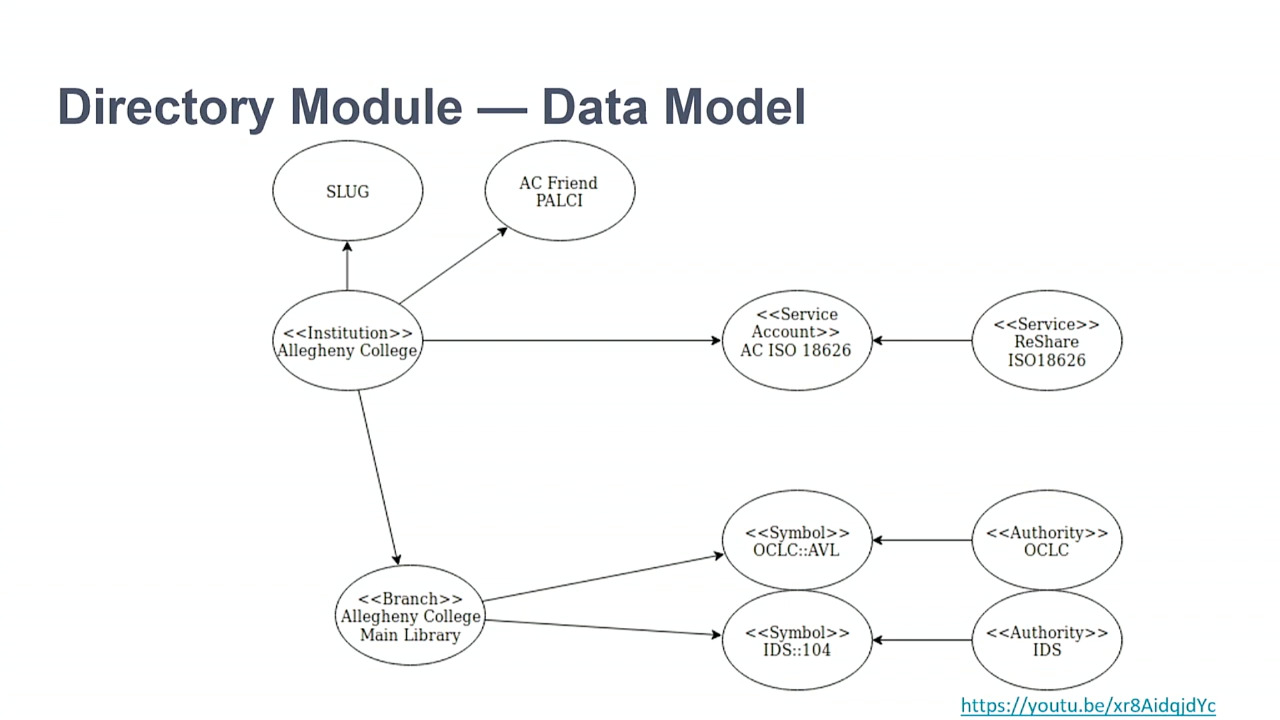 Directory Module — Data Model
SLUG
AC Friend
PALCI
<<Institution>>
Allegheny College
<<Service
Account>>
AC ISO 18626
<<Service>>
ReShare
ISO18626
<<Branch>>
Allegheny College
Main Library
<<Symbol>>
OCLC::AVL
<<Authority>>
OCLC
<<Symbol>>
IDS::104
<<Authority>>
IDS
https://youtu.be/xr8AidqjdYc